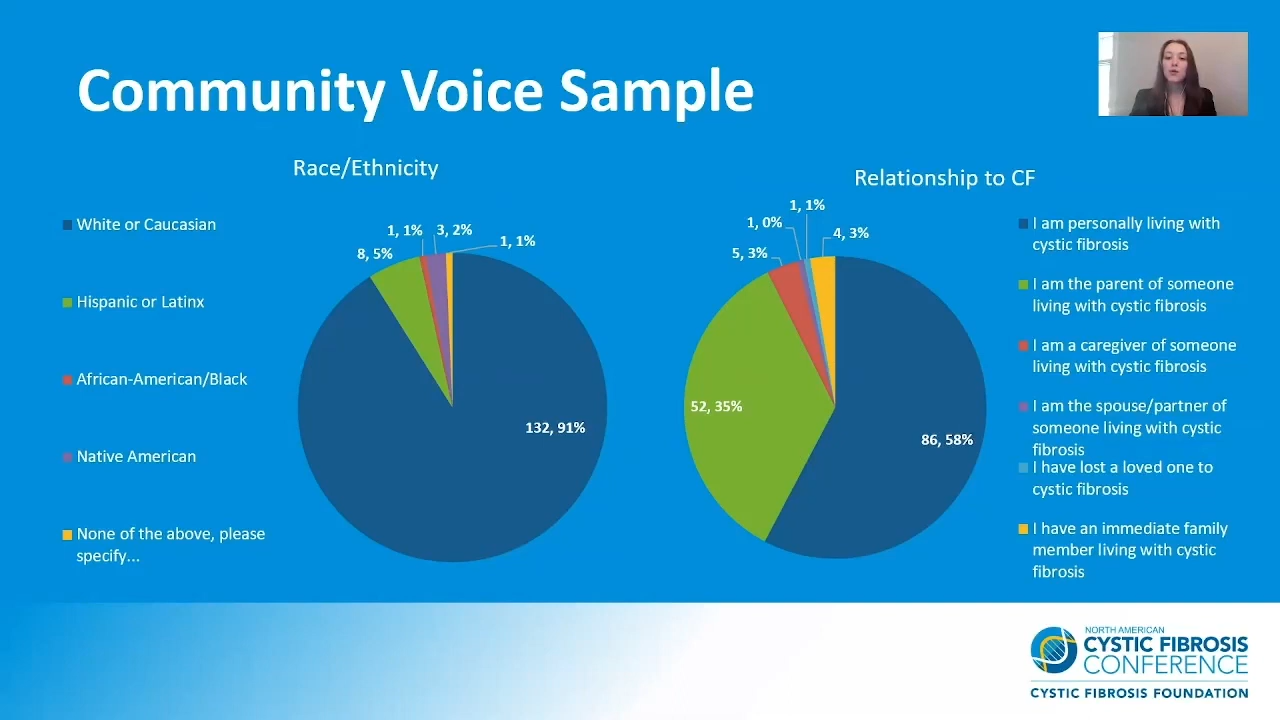 Community Voice Sample
Race/Ethnicity
White or Caucasian
Hispanic or Latinx
African-American/Black
Native American
None of the above, please
specify...
8, 5%
1, 1%
3, 2%
1, 1%
132, 91%
Relationship to CF
5, 3%
1, 0%
1, 1%
4, 3%
52, 35%
86, 58%
I am personally living with
cystic fibrosis
I am the parent of someone
living with cystic fibrosis
I am a caregiver of someone
living with cystic fibrosis
I am the spouse/partner of
someone living with cystic
fibrosis
I have lost a loved one to
cystic fibrosis
I have an immediate family
member living with cystic
fibrosis
NORTH AMERICAN
CYSTIC FIBROSIS
CONFERENCE
CYSTIC FIBROSIS FOUNDATION